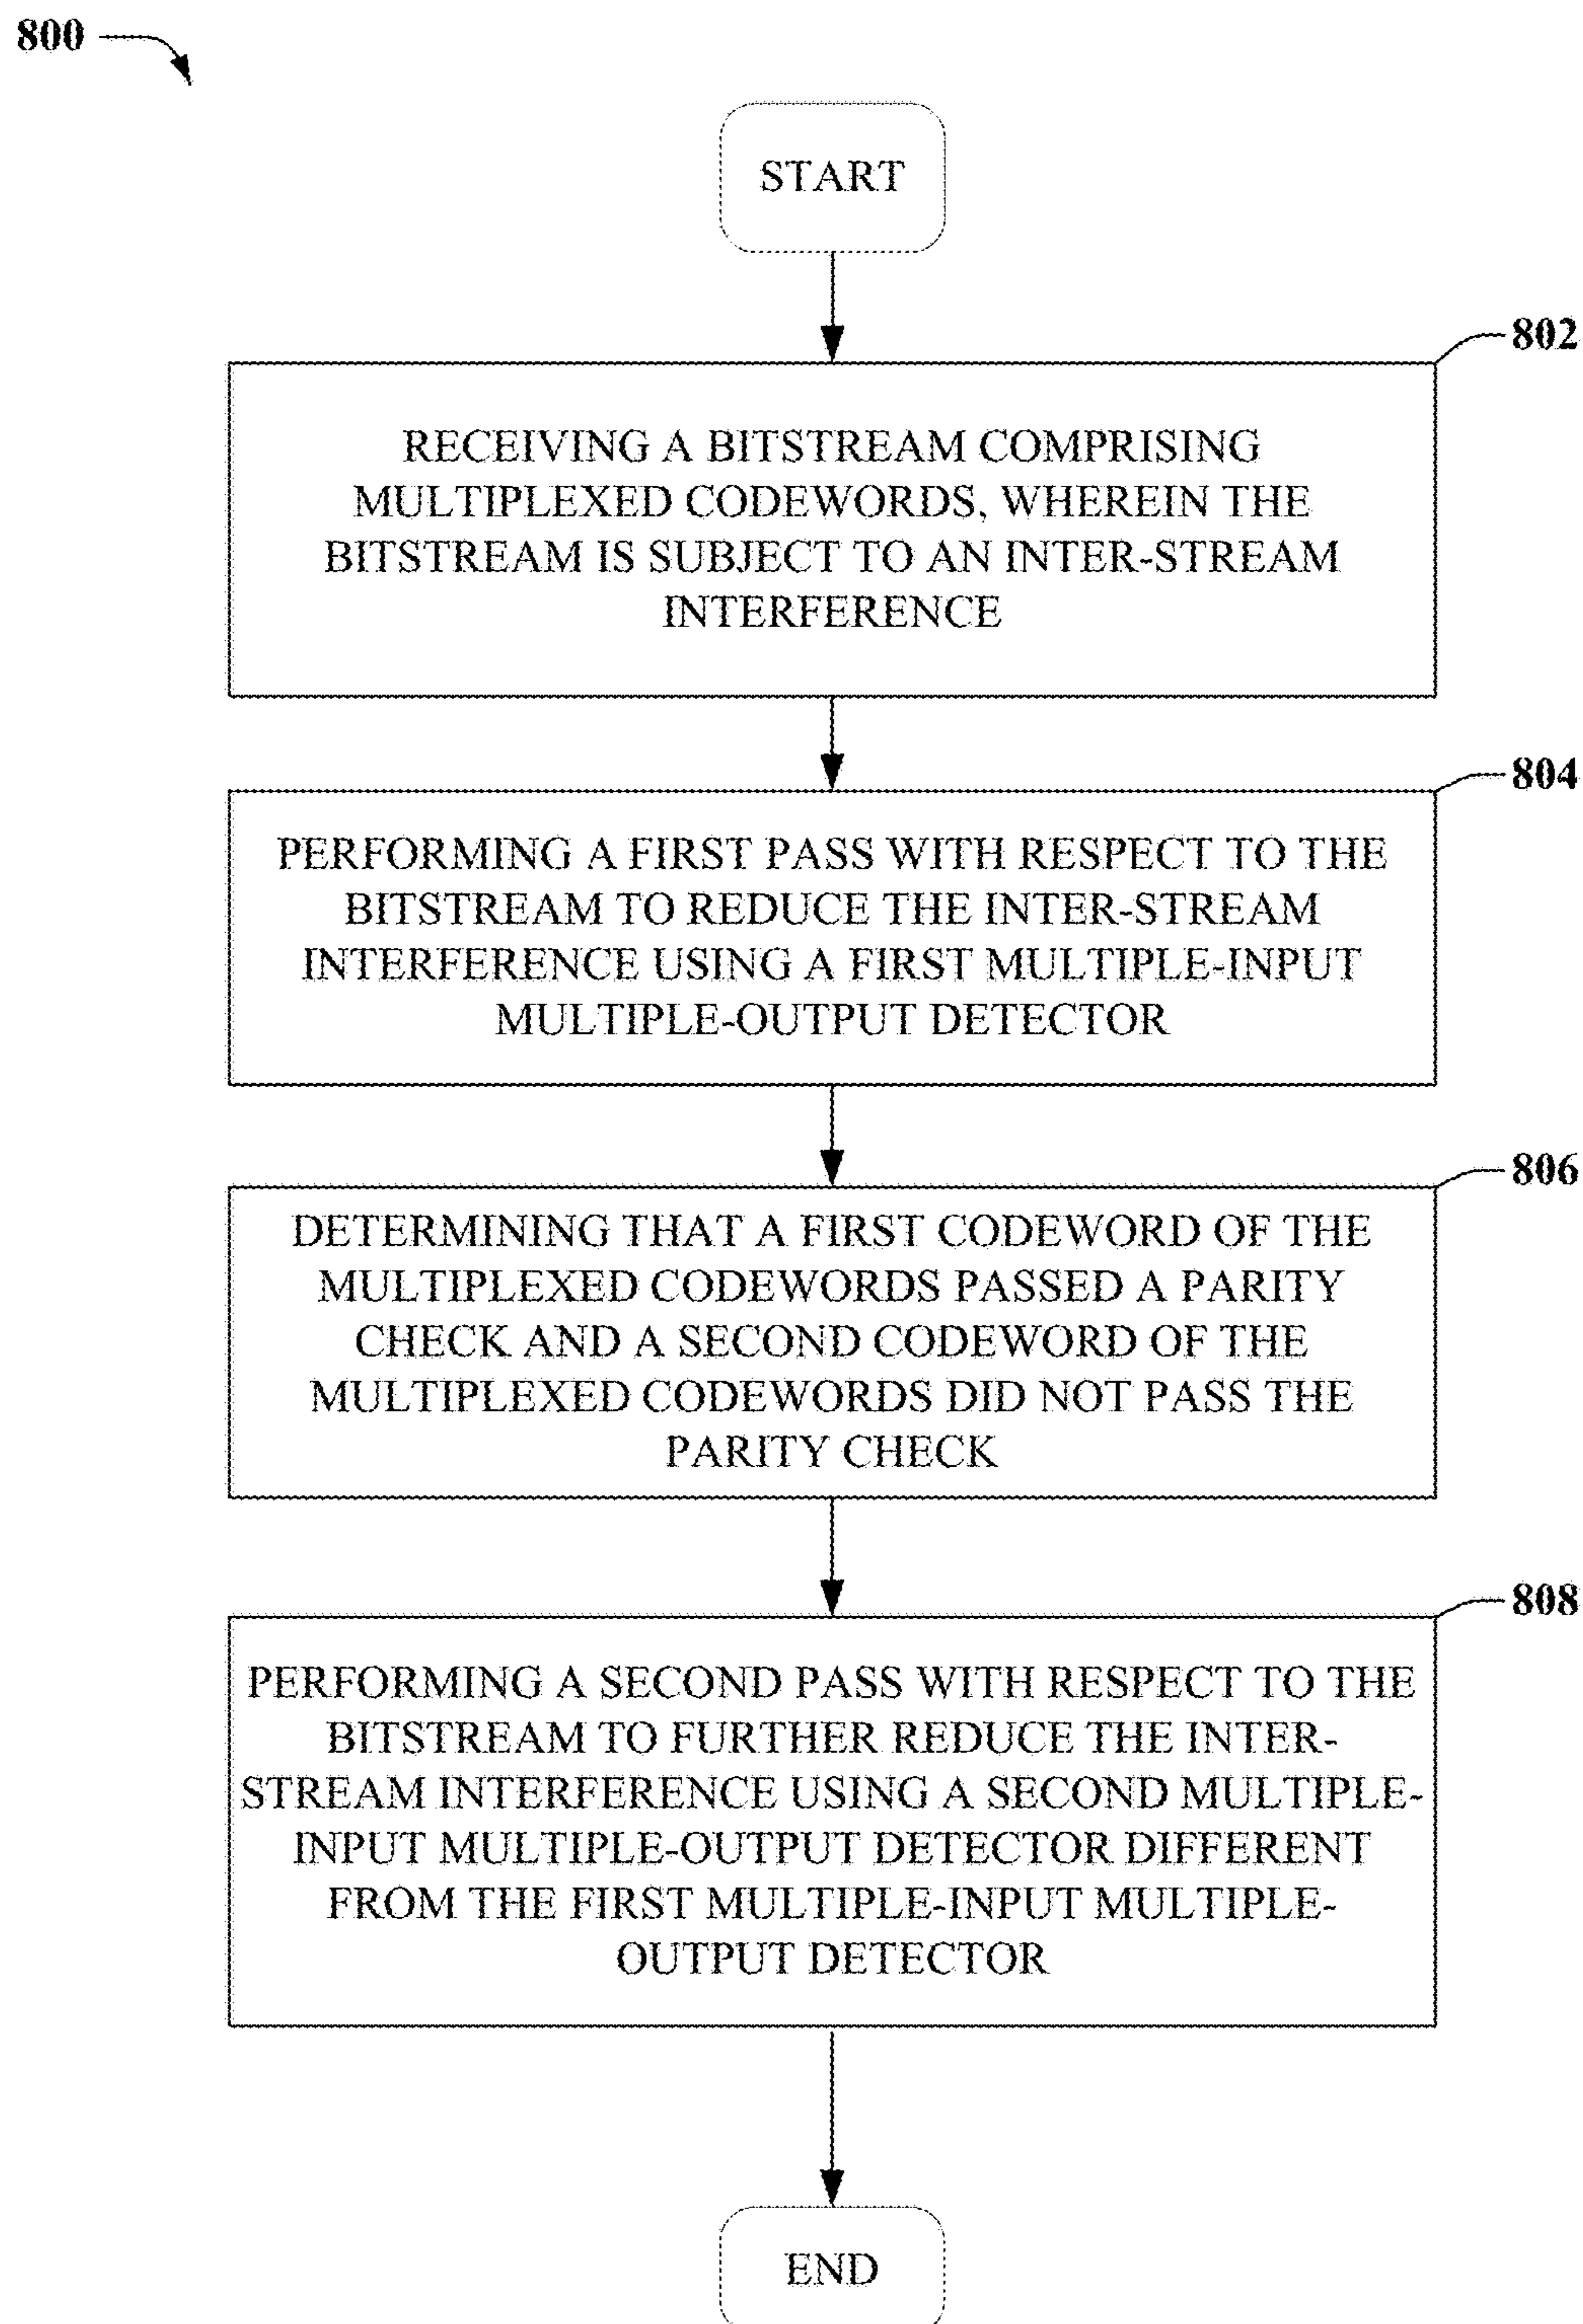 800
START
802
RECEIVING A BITSTREAM COMPRISING
MULTIPLEXED CODEWORDS, WHEREIN THE
BITSTREAM IS SUBJECT TO AN INTER-STREAM
INTERFERENCE
804
PERFORMING A FIRST PASS WITH RESPECT TO THE
BITSTREAM TO REDUCE THE INTER-STREAM
INTERFERENCE USING A FIRST MULTIPLE-INPUT
MULTIPLE-OUTPUT DETECTOR
806
DETERMINING THAT A FIRST CODEWORD OF THE
MULTIPLEXED CODEWORDS PASSED A PARITY
CHECK AND A SECOND CODEWORD OF THE
MULTIPLEXED CODEWORDS DID NOT PASS THE
PARITY CHECK
808
PERFORMING A SECOND PASS WITH RESPECT TO THE
BITSTREAM TO FURTHER REDUCE THE INTER-
STREAM INTERFERENCE USING A SECOND MULTIPLE-
INPUT MULTIPLE-OUTPUT DETECTOR DIFFERENT
FROM THE FIRST MULTIPLE-INPUT MULTIPLE-
OUTPUT DETECTOR
END